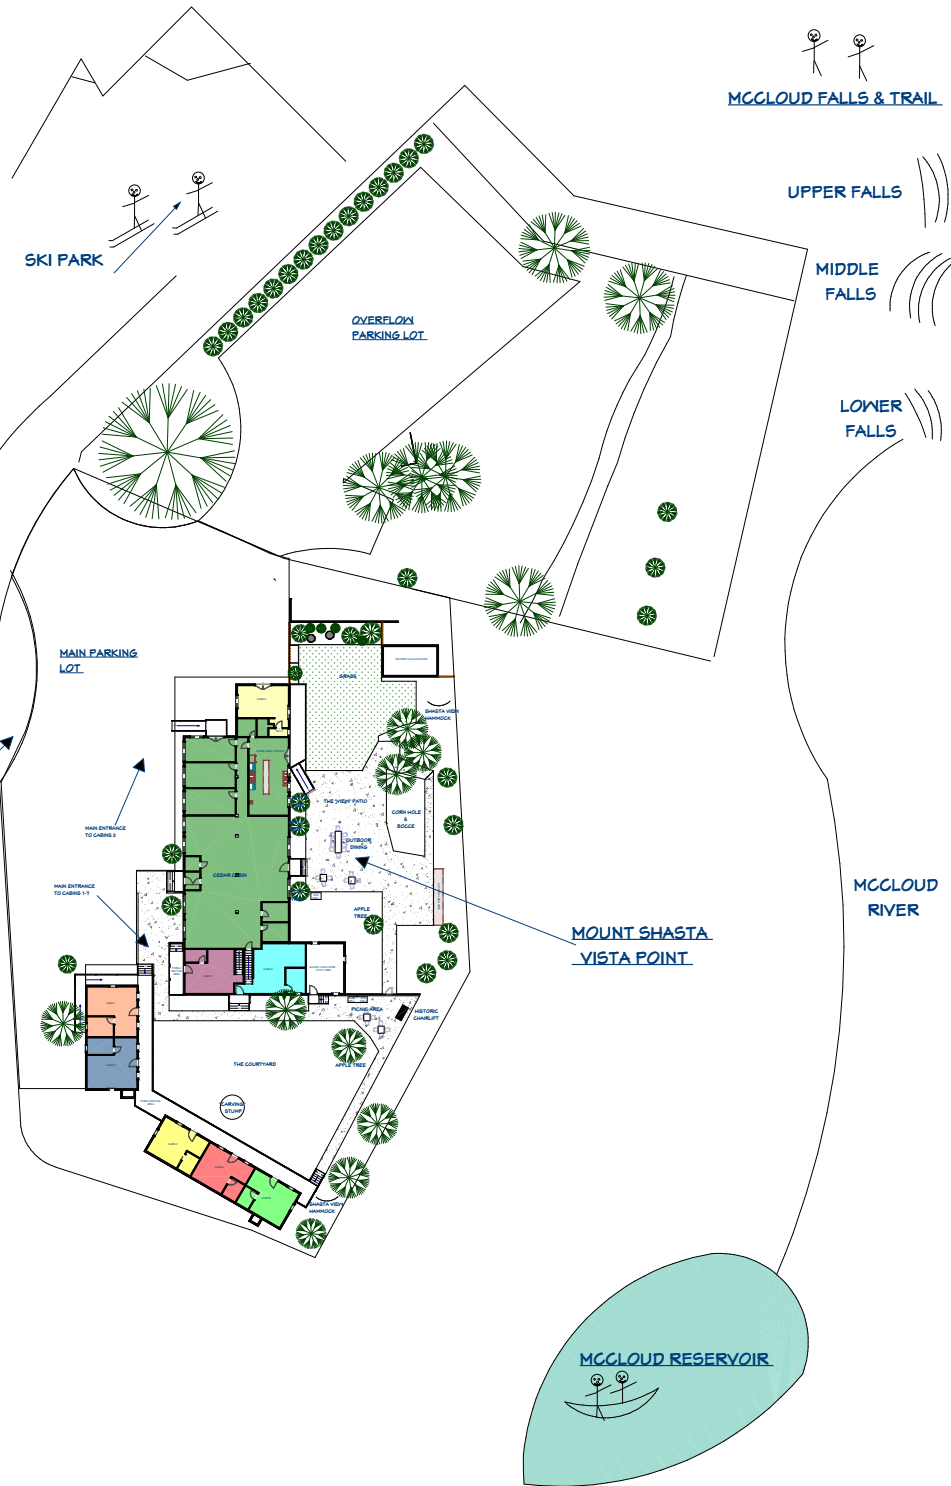 MCCLOUD FALLS & TRAIL
UPPER FALLS
SKI PARK
MIDDLE
FALLS
OVERFLOW
PARKING LOT
LOWER
FALLS
MAIN PARKING
LOT
GRASS
SHASTA VIEW
HAMMOCK
THE "VIEW" PATIO
CORN HOLE
&
BOCCE
MAIN ENTRANCE
TO CABINS 8
OUTDOOR
DINING
CEDAR CABIN
MAIN ENTRANCE
TO CABINS 1-7
APPLE
TREE
MCCLOUD
RIVER
MOUNT SHASTA
VISTA POINT
PICNIC AREA
HISTORIC
CHAIRLIFT
THE COURTYARD
APPLE TREE
"CARVING"
STUMP
SHASTA VIEW
HAMMOCK
MCCLOUD RESERVOIR